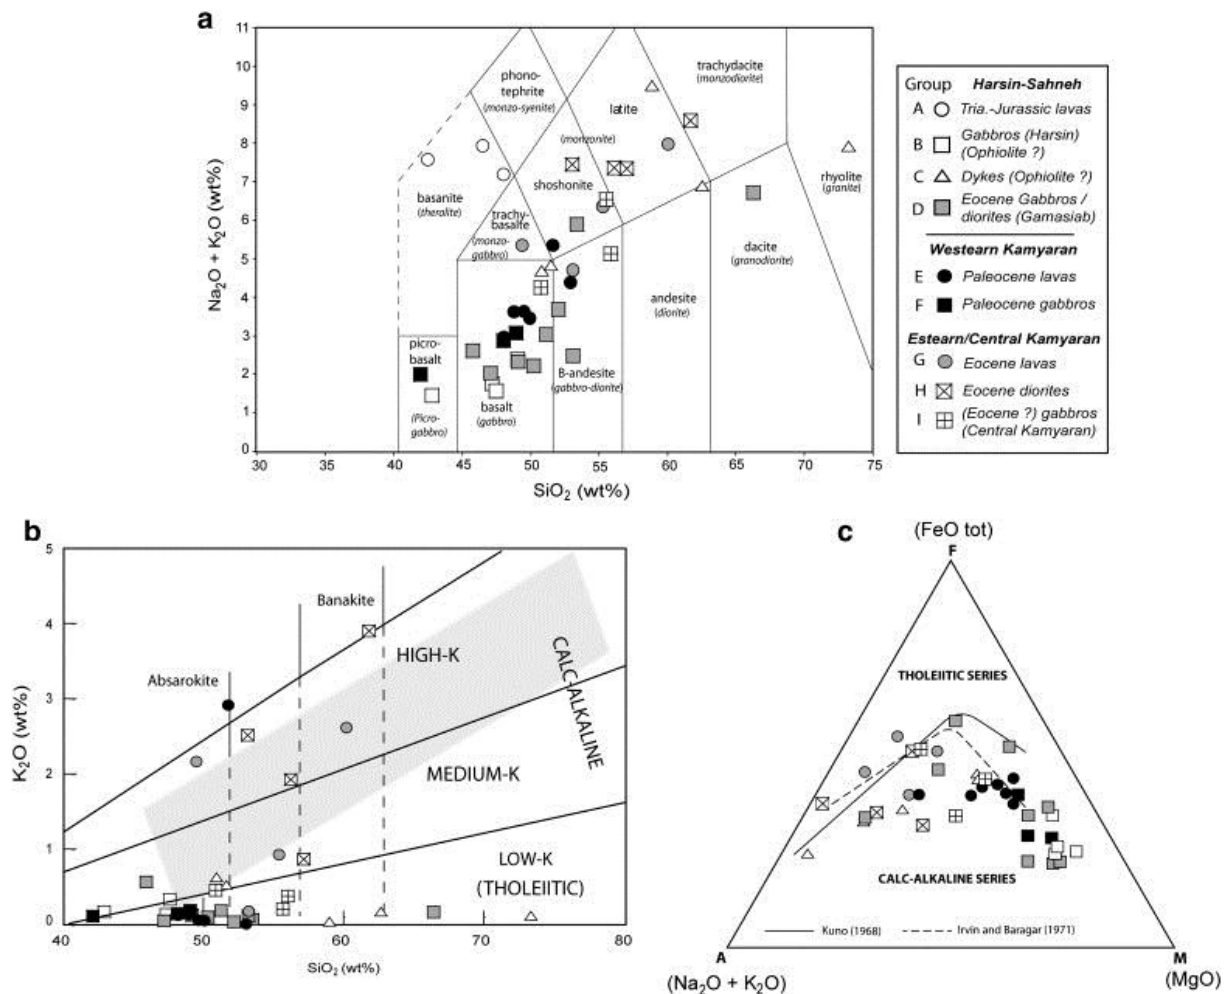 a
11
10
9
8
7
6
5
4
3
2
1
0
Na₂O + K₂O (wt%)
30
35
40
45
50
55
60
65
70
75
SiO₂ (wt%)
phono-
tephrite
(monzo-syenite)
trachydacite
(monzodiorite)
latite
(monzonite)
basanite
(theralite)
shoshonite
trachy-
basalte
(monzo-
gabbro)
rhyolite
(granite)
dacite
(granodiorite)
andesite
(diorite)
picro-
basalt
(Picro-
gabbro)
basalt
(gabbro)
B-andesite
(gabbro-diorite)
Group Harsin-Sahneh
A Tria.-Jurassic lavas
B Gabbros (Harsin)
(Ophiolite ?)
C Dykes (Ophiolite ?)
D Eocene Gabbros /
diorites (Gamasiab)
Westearn Kamyaran
E Paleocene lavas
F Paleocene gabbros
Estern/Central Kamyaran
G Eocene lavas
H Eocene diorites
I (Eocene ?) gabbros
(Central Kamyaran)
b
5
4
3
2
1
0
K₂O (wt%)
40
50
60
70
80
SiO₂ (wt%)
Banakite
Absarokite
HIGH-K
CALC-ALKALINE
MEDIUM-K
LOW-K
(THOLEIITIC)
c
(FeO tot)
F
THOLEIITIC SERIES
CALC-ALKALINE SERIES
Kuno (1968)
Irvin and Baragar (1971)
A
M
(Na₂O + K₂O)
(MgO)